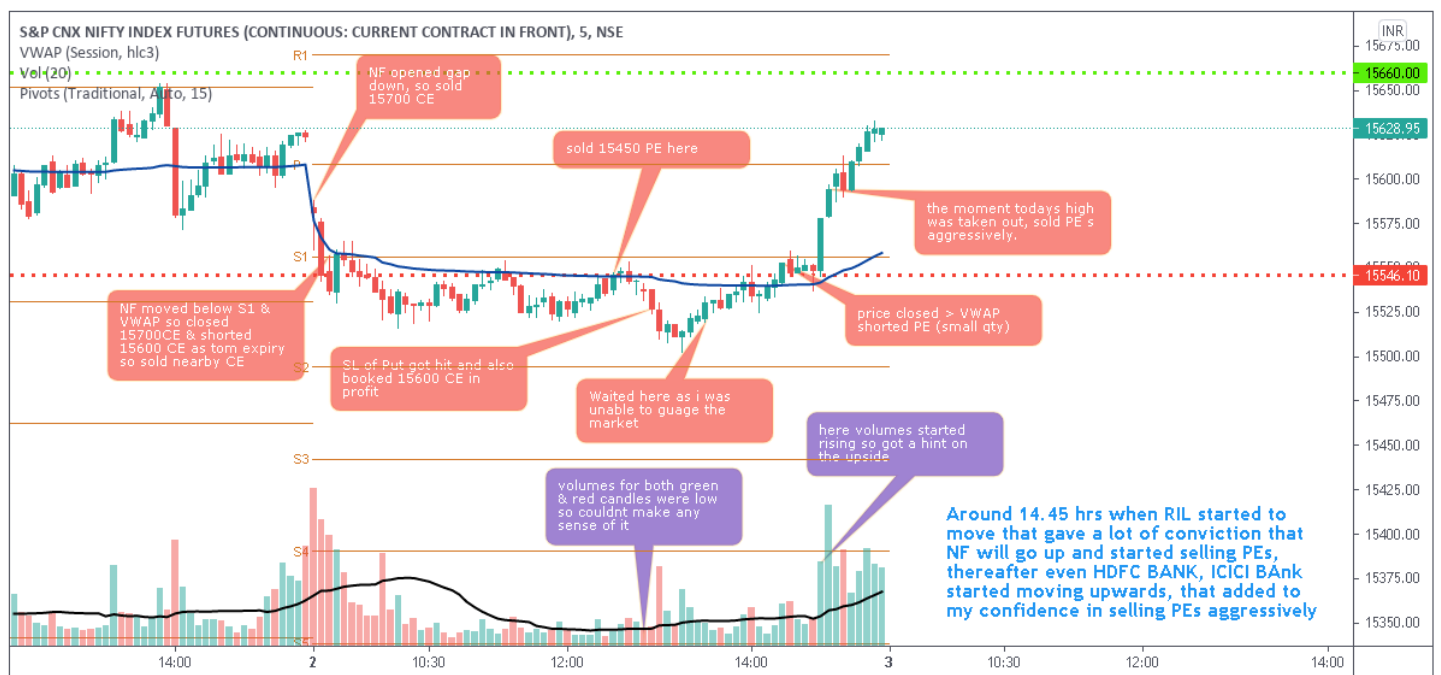 S&P CNX NIFTY INDEX FUTURES (CONTINUOUS: CURRENT CONTRACT IN FRONT), 5, NSE
VWAP (Session, hlc3)
Vol (20)
Pivots (Traditional, Auto, 15)
R1
P
S1
S2
S3
S4
S5
NF opened gap
down, so sold
15700 CE
sold 15450 PE here
the moment todays high
was taken out, sold PE s
aggressively.
NF moved below S1 &
VWAP so closed
15700CE & shorted
15600 CE as tom expiry
so sold nearby CE
SL of Put got hit and also
booked 15600 CE in
profit
Waited here as i was
unable to guage the
market
price closed > VWAP
shorted PE (small qty)
here volumes started
rising so got a hint on
the upside
volumes for both green
& red candles were low
so couldnt make any
sense of it
Around 14.45 hrs when RIL started to
move that gave a lot of conviction that
NF will go up and started selling PEs,
thereafter even HDFC BANK, ICICI BAnk
started moving upwards, that added to
my confidence in selling PEs aggressively
INR
15675.00
15660.00
15650.00
15628.95
15600.00
15575.00
15546.10
15525.00
15500.00
15475.00
15450.00
15425.00
15400.00
15375.00
15350.00
14:00
2
10:30
12:00
14:00
3
10:30
12:00
14:00